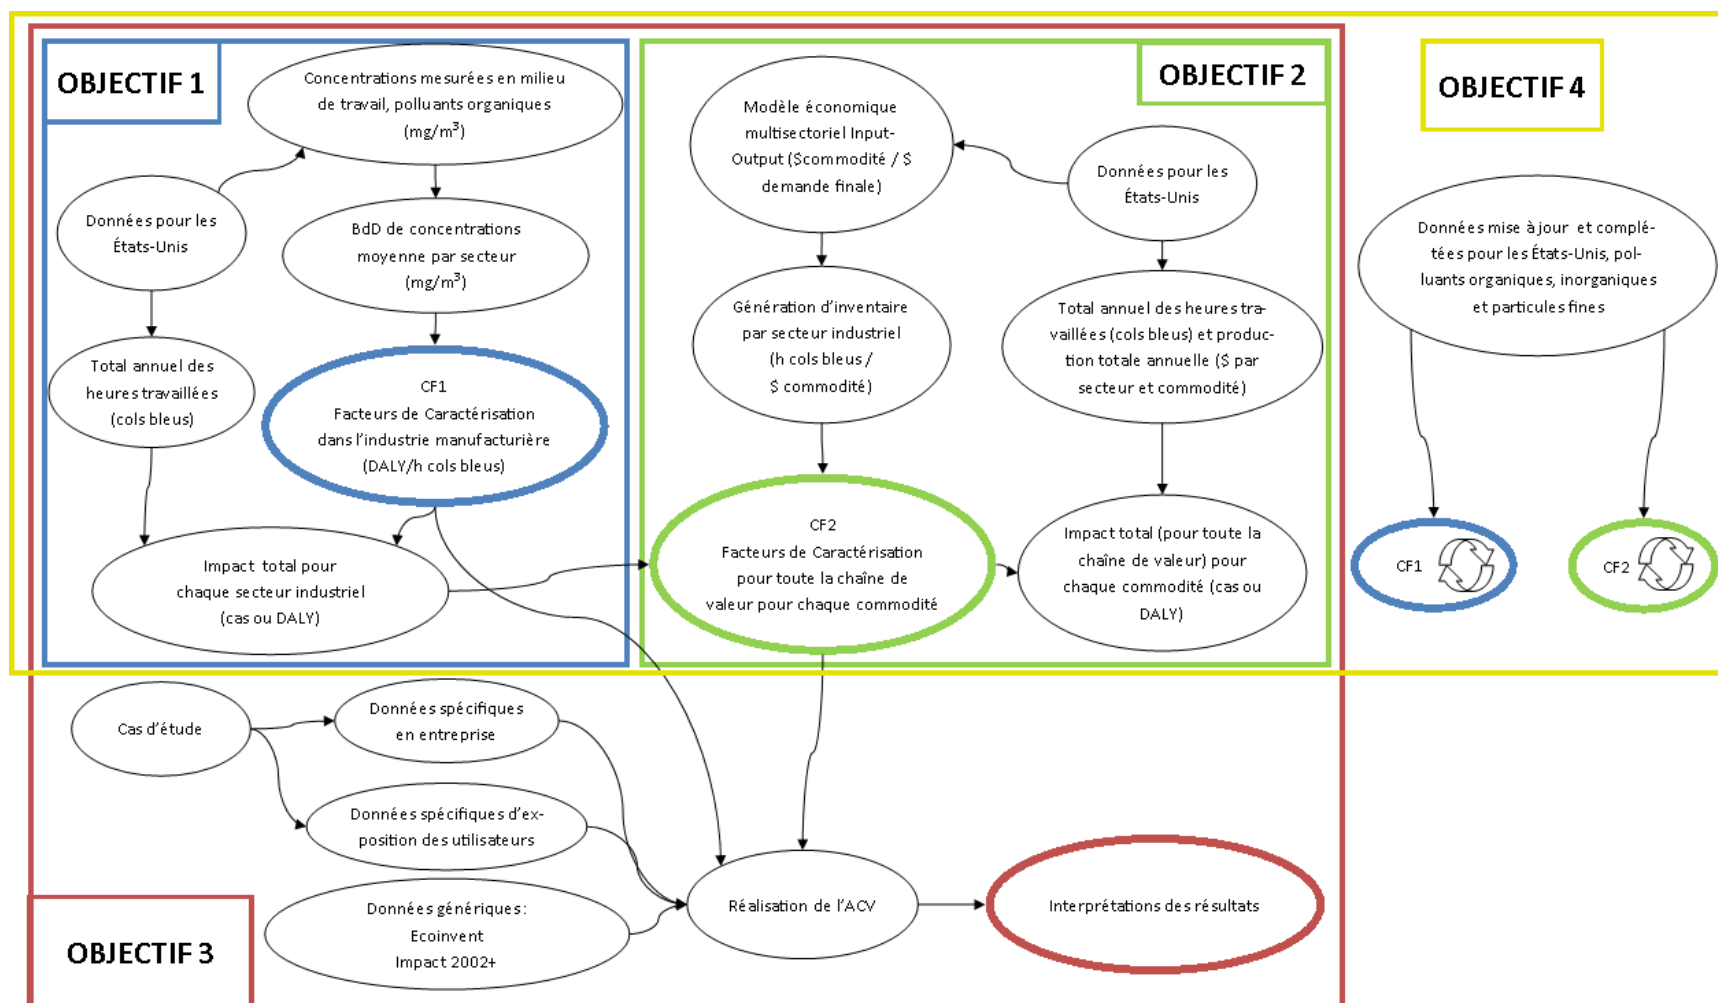 OBJECTIF 1
Concentrations mesurées en milieu
de travail, polluants organiques
(mg/m³)
Données pour les
États-Unis
BdD de concentrations
moyenne par secteur
(mg/m³)
Total annuel des
heures travaillées
(cols bleus)
CF1
Facteurs de Caractérisation
dans l'industrie manufacturière
(DALY/h cols bleus)
Impact total pour
chaque secteur industriel
(cas ou DALY)
OBJECTIF 2
Modèle économique
multisectoriel Input-
Output ($commodité / $
demande finale)
Données pour les
États-Unis
Génération d'inventaire
par secteur industriel
(h cols bleus /
$ commodité)
Total annuel des heures tra-
vaillées (cols bleus) et produc-
tion totale annuelle ($ par
secteur et commodité)
CF2
Facteurs de Caractérisation
pour toute la chaîne de
valeur pour chaque commodité
Impact total (pour toute la
chaîne de valeur) pour
chaque commodité (cas ou
DALY)
OBJECTIF 4
Données mise à jour et complé-
tées pour les États-Unis, pol-
luants organiques, inorganiques
et particules fines
CF1
CF2
Cas d'étude
Données spécifiques
en entreprise
Données spécifiques d'ex-
position des utilisateurs
Données génériques :
Ecoinvent
Impact 2002+
Réalisation de l'ACV
Interprétations des résultats
OBJECTIF 3